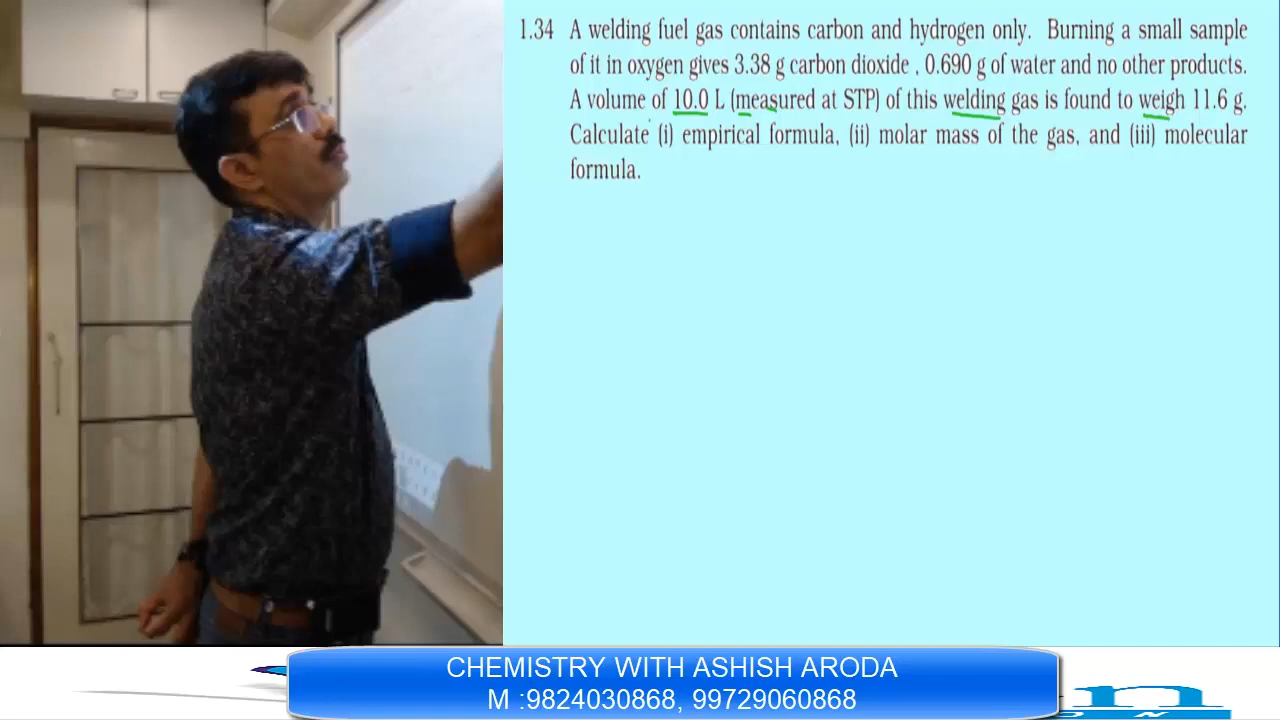 1.34 A welding fuel gas contains carbon and hydrogen only. Burning a small sample
of it in oxygen gives 3.38 g carbon dioxide , 0.690 g of water and no other products.
A volume of 10.0 L (measured at STP) of this welding gas is found to weigh 11.6 g.
Calculate (i) empirical formula, (ii) molar mass of the gas, and (iii) molecular
formula.
CHEMISTRY WITH ASHISH ARODA
M :9824030868, 99729060868